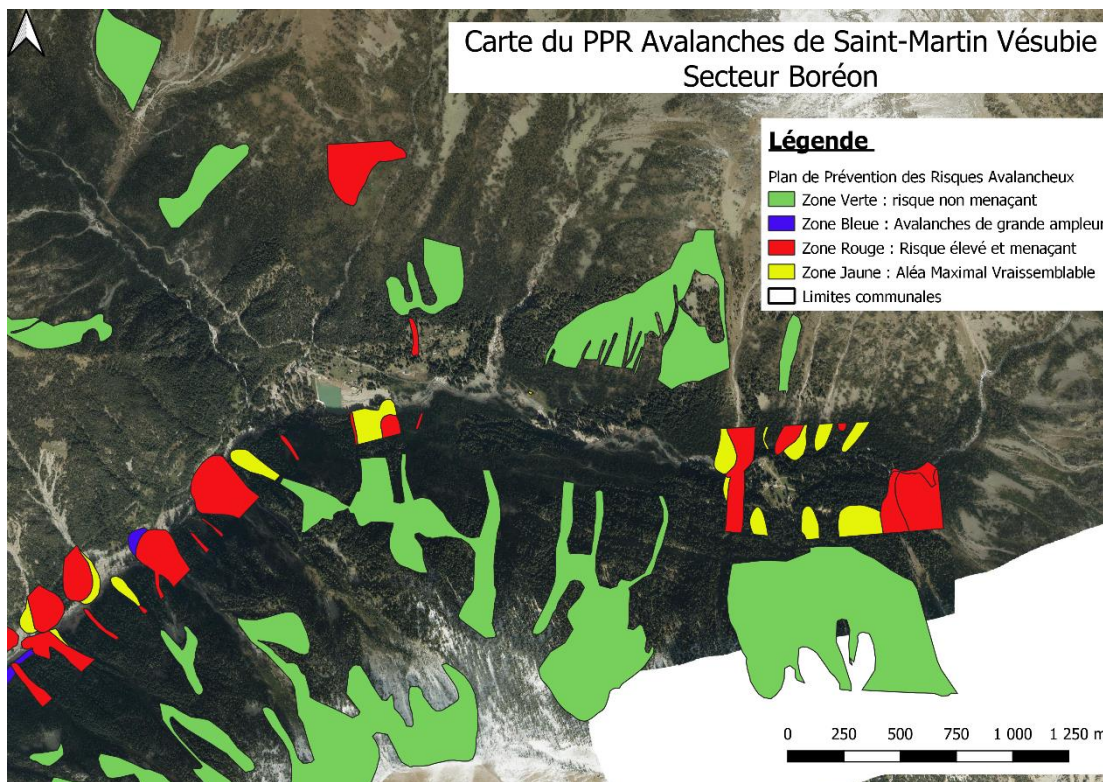 Carte du PPR Avalanches de Saint-Martin Vésubie
Secteur Boréon
Légende
Plan de Prévention des Risques Avalancheux
Zone Verte : risque non menaçant
Zone Bleue : Avalanches de grande ampleur
Zone Rouge : Risque élevé et menaçant
Zone Jaune : Aléa Maximal Vraissemblable
Limites communales
0 250 500 750 1 000 1 250 m